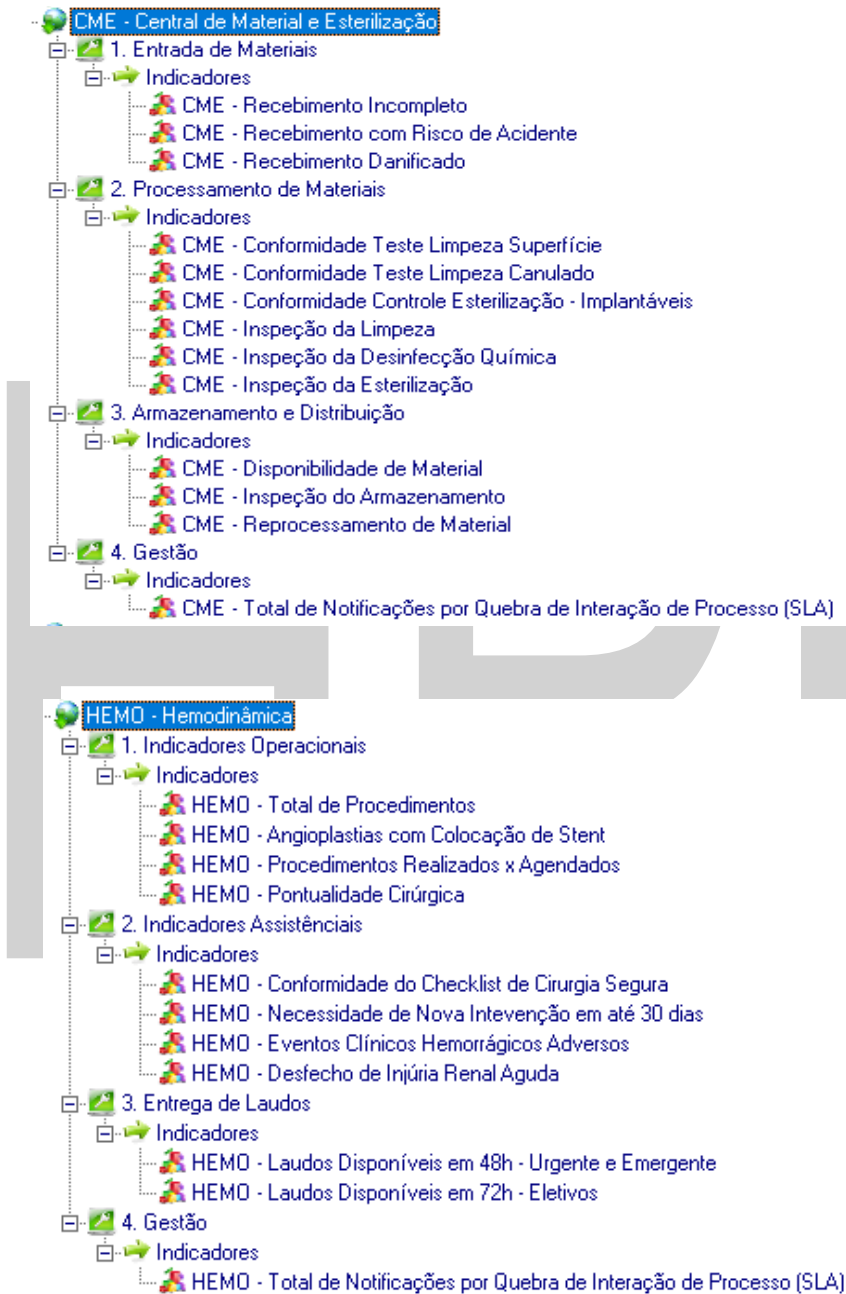 CME - Central de Material e Esterilização
1. Entrada de Materiais
Indicadores
CME - Recebimento Incompleto
CME - Recebimento com Risco de Acidente
CME - Recebimento Danificado
2. Processamento de Materiais
Indicadores
CME - Conformidade Teste Limpeza Superfície
CME - Conformidade Teste Limpeza Canulado
CME - Conformidade Controle Esterilização - Implantáveis
CME - Inspeção da Limpeza
CME - Inspeção da Desinfecção Química
CME - Inspeção da Esterilização
3. Armazenamento e Distribuição
Indicadores
CME - Disponibilidade de Material
CME - Inspeção do Armazenamento
CME - Reprocessamento de Material
4. Gestão
Indicadores
CME - Total de Notificações por Quebra de Interação de Processo (SLA)
HEMO - Hemodinâmica
1. Indicadores Operacionais
Indicadores
HEMO - Total de Procedimentos
HEMO - Angioplastias com Colocação de Stent
HEMO - Procedimentos Realizados x Agendados
HEMO - Pontualidade Cirúrgica
2. Indicadores Assistênciais
Indicadores
HEMO - Conformidade do Checklist de Cirurgia Segura
HEMO - Necessidade de Nova Intevenção em até 30 dias
HEMO - Eventos Clínicos Hemorrágicos Adversos
HEMO - Desfecho de Injúria Renal Aguda
3. Entrega de Laudos
Indicadores
HEMO - Laudos Disponíveis em 48h - Urgente e Emergente
HEMO - Laudos Disponíveis em 72h - Eletivos
4. Gestão
Indicadores
HEMO - Total de Notificações por Quebra de Interação de Processo (SLA)